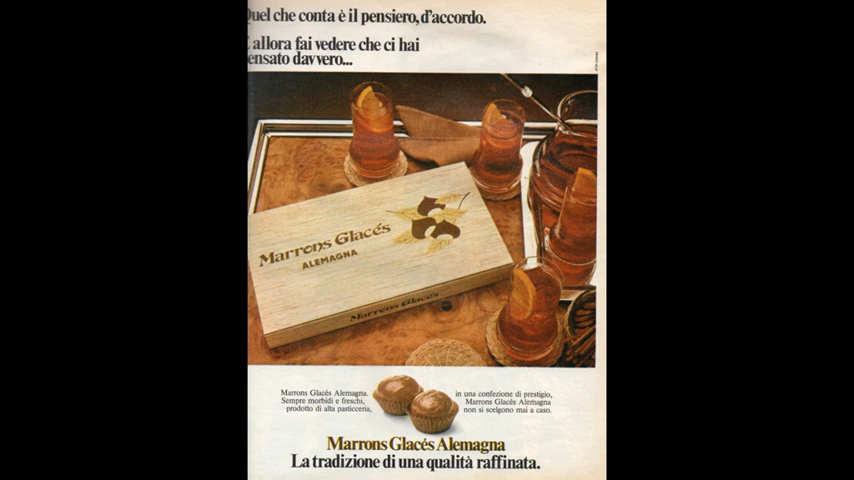 uel che conta è il pensiero, d'accordo.
allora fai vedere che ci hai
ensato davvero...
Marrons Glacés
ALEMAGNA
Marrons Glacés
Marrons Glacés Alemagna.
Sempre morbidi e freschi,
prodotto di alta pasticceria,
in una confezione di prestigio,
Marrons Glacés Alemagna
non si scelgono mai a caso.
Marrons Glacés Alemagna
La tradizione di una qualità raffinata.